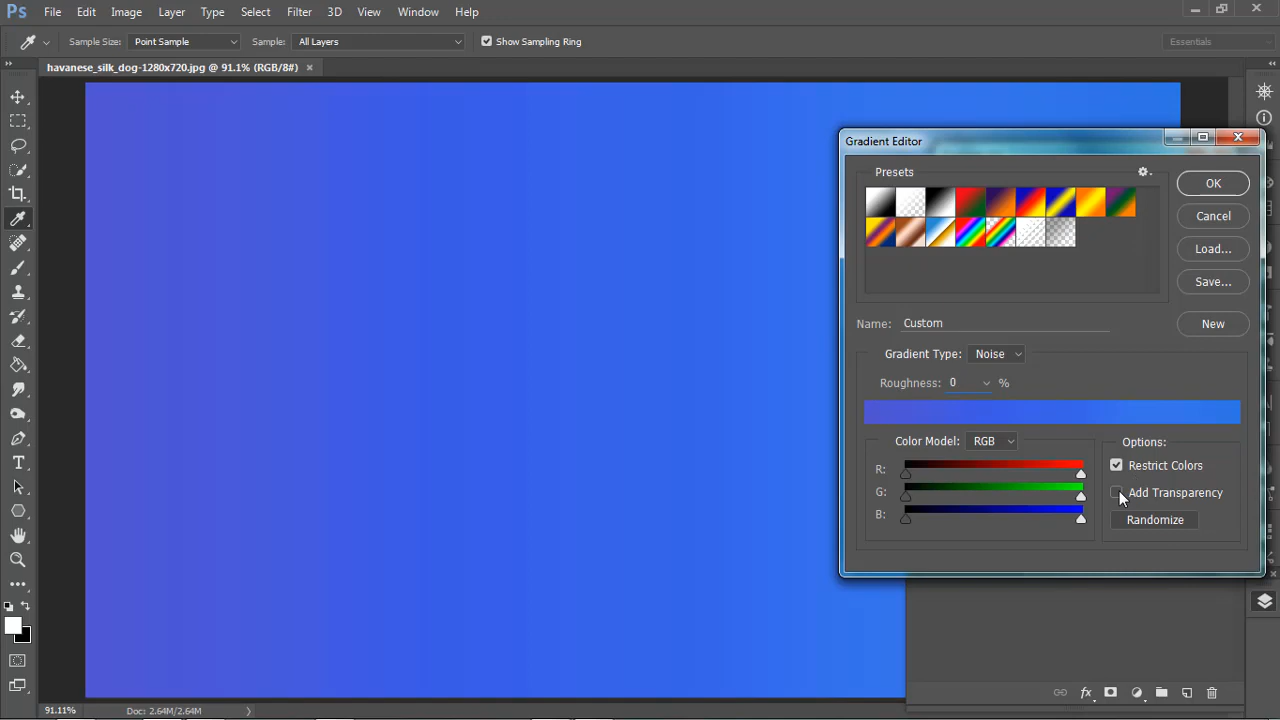 Ps File Edit Image Layer Type Select Filter 3D View Window Help
Sample Size: Point Sample Sample: All Layers Show Sampling Ring Essentials
havanese_silk_dog-1280x720.jpg @ 91.1% (RGB/8#)
Gradient Editor
Presets
OK
Cancel
Load...
Save...
Name: Custom
New
Gradient Type: Noise
Roughness: 0 %
Color Model: RGB
Options:
R:
Restrict Colors
G:
Add Transparency
B:
Randomize
91.11% Doc: 2.64M/2.64M
fx